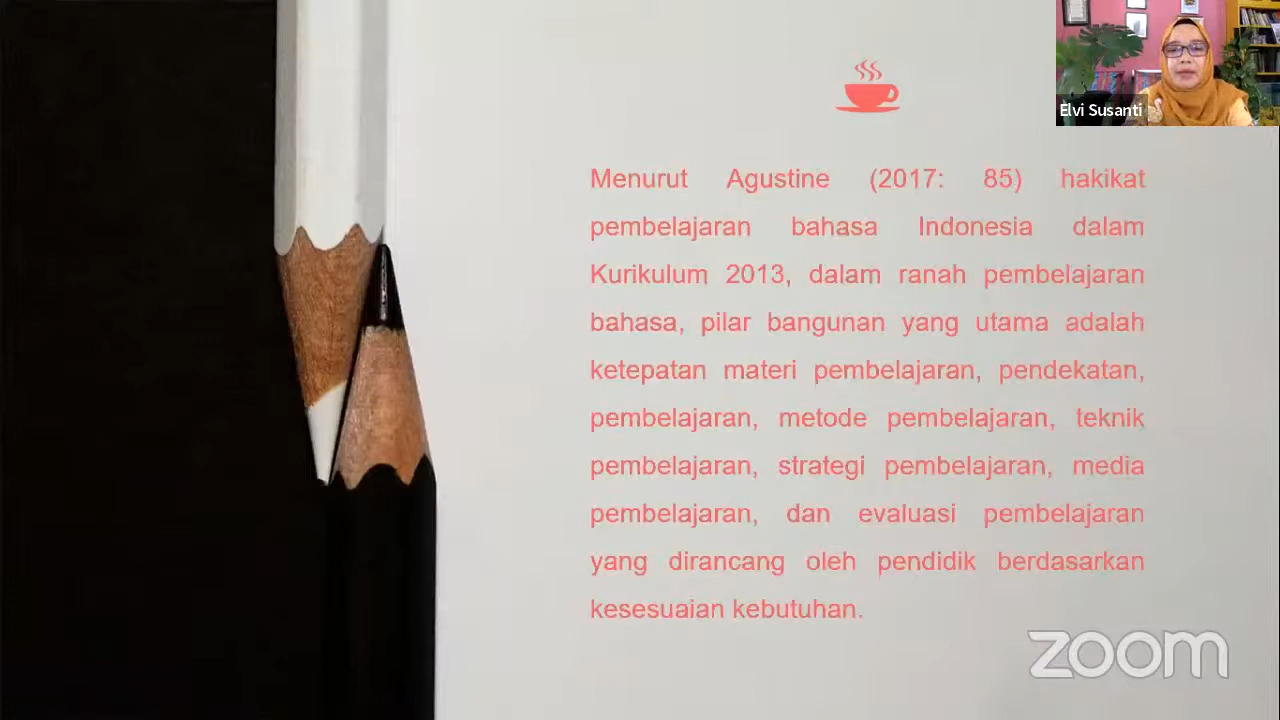 Elvi Susanti
Menurut Agustine (2017: 85) hakikat
pembelajaran bahasa Indonesia dalam
Kurikulum 2013, dalam ranah pembelajaran
bahasa, pilar bangunan yang utama adalah
ketepatan materi pembelajaran, pendekatan,
pembelajaran, metode pembelajaran, teknik
pembelajaran, strategi pembelajaran, media
pembelajaran, dan evaluasi pembelajaran
yang dirancang oleh pendidik berdasarkan
kesesuaian kebutuhan.
zoom